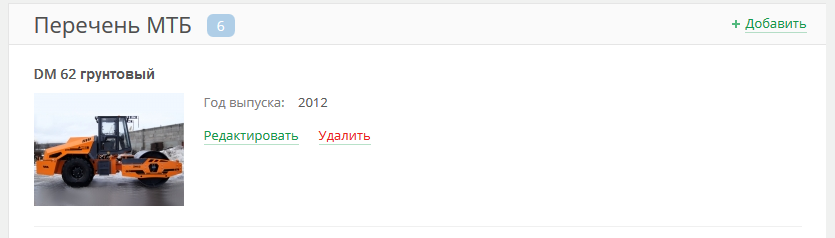 Перечень МТБ 6
+ Добавить
DM 62 грунтовый
Год выпуска: 2012
Редактировать Удалить